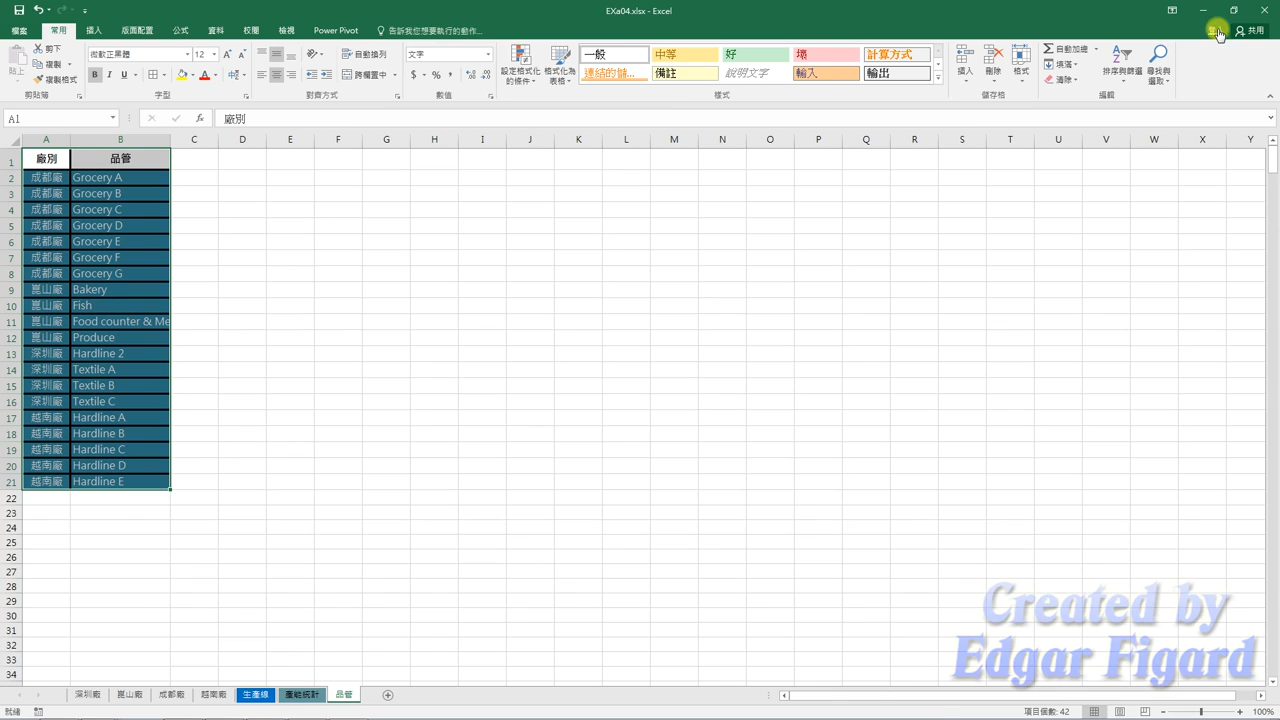 EXa04.xlsx - Excel
檔案 常用 插入 版面配置 公式 資料 校閱 檢視 Power Pivot 告訴我您想要執行的動作... 共用
剪下
複製
複製格式
剪貼簿
微軟正黑體 12
B I U
字型
自動換列
跨欄置中
對齊方式
文字
$ % ,
數值
設定格式化的條件
格式化為表格
一般 中等 好 壞 計算方式
連結的儲... 備註 說明文字 輸入 輸出
樣式
插入 刪除 格式
儲存格
自動加總
填滿
清除
排序與篩選
尋找與選取
編輯
A1 fx 廠別
A B C D E F G H I J K L M N O P Q R S T U V W X Y
1 廠別 品管
2 成都廠 Grocery A
3 成都廠 Grocery B
4 成都廠 Grocery C
5 成都廠 Grocery D
6 成都廠 Grocery E
7 成都廠 Grocery F
8 成都廠 Grocery G
9 崑山廠 Bakery
10 崑山廠 Fish
11 崑山廠 Food counter & Me
12 崑山廠 Produce
13 深圳廠 Hardline 2
14 深圳廠 Textile A
15 深圳廠 Textile B
16 深圳廠 Textile C
17 越南廠 Hardline A
18 越南廠 Hardline B
19 越南廠 Hardline C
20 越南廠 Hardline D
21 越南廠 Hardline E
22
23
24
25
26
27
28
29
30
31
32
33
34
Created by
Edgar Figard
深圳廠 崑山廠 成都廠 越南廠 生產線 產能統計 品管
就緒 項目個數: 42 100%